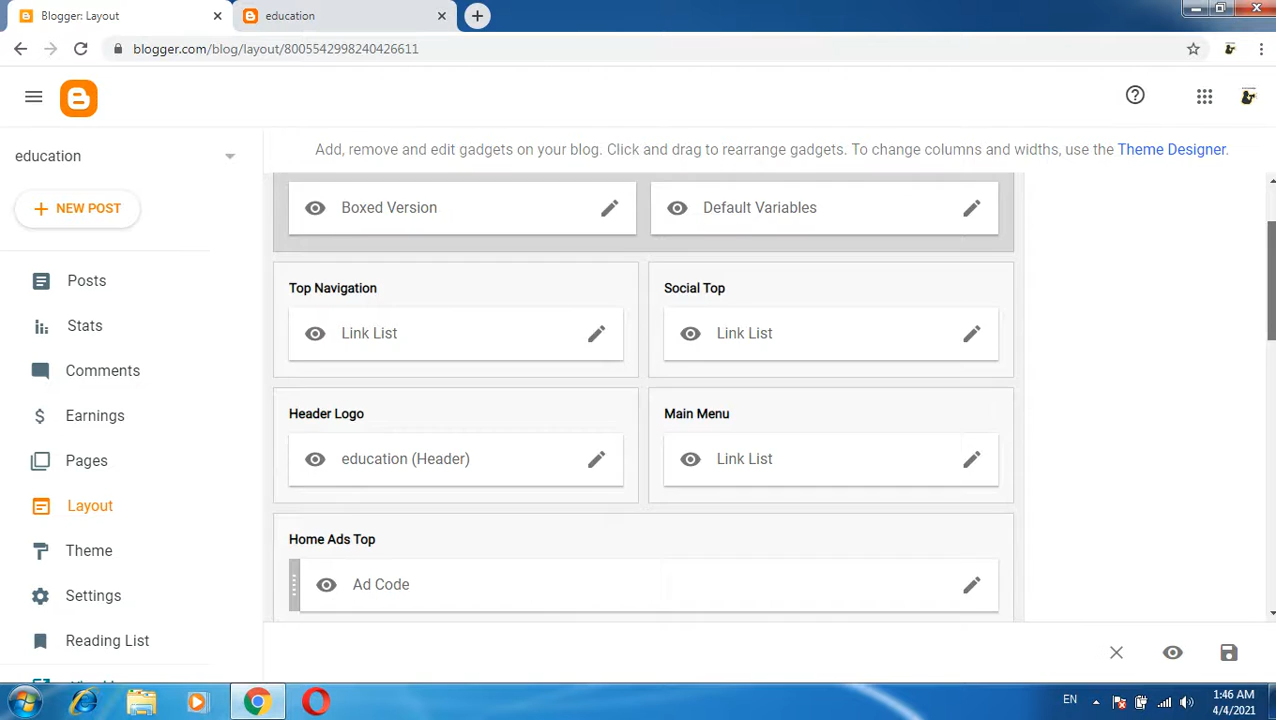 Blogger: Layout
education
blogger.com/blog/layout/8005542998240426611
education
NEW POST
Posts
Stats
Comments
Earnings
Pages
Layout
Theme
Settings
Reading List
Add, remove and edit gadgets on your blog. Click and drag to rearrange gadgets. To change columns and widths, use the Theme Designer.
Boxed Version
Default Variables
Top Navigation
Link List
Social Top
Link List
Header Logo
education (Header)
Main Menu
Link List
Home Ads Top
Ad Code
EN
1:46 AM
4/4/2021